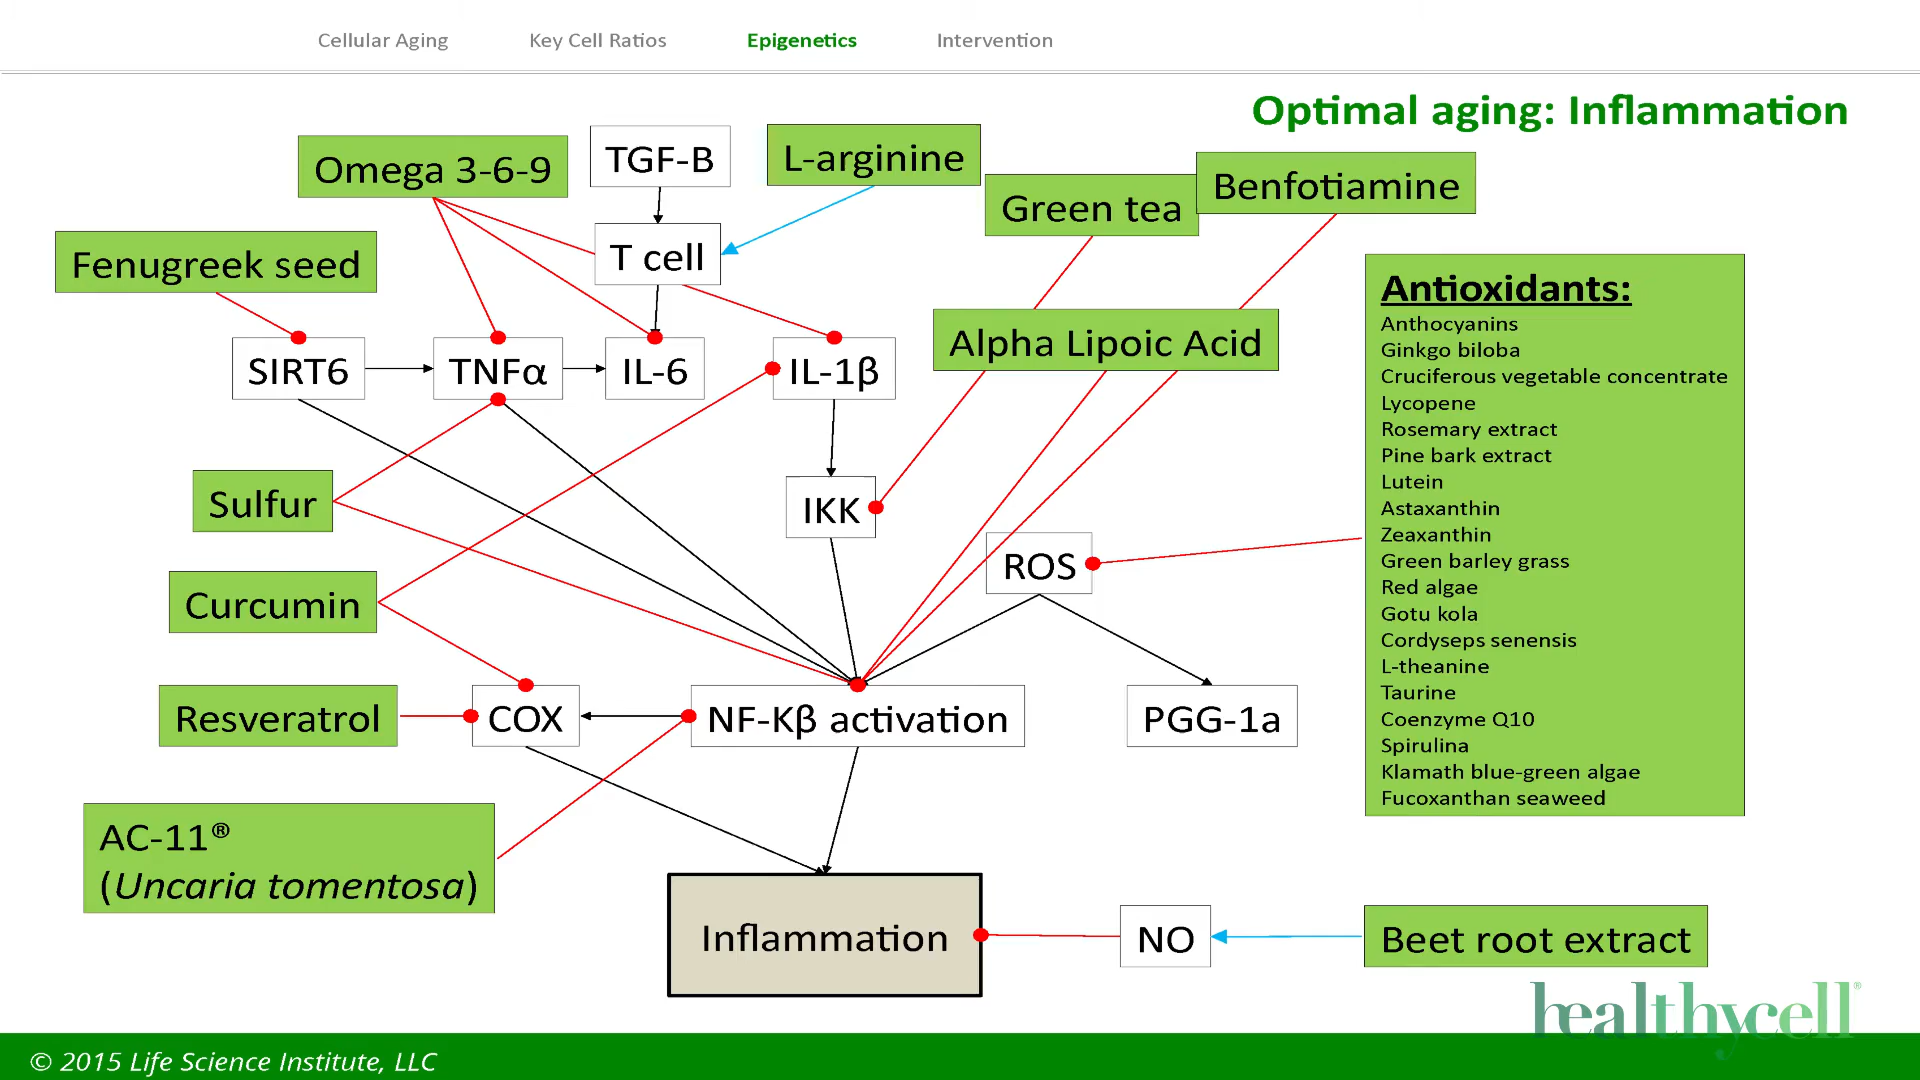 Cellular Aging
Key Cell Ratios
Epigenetics
Intervention
Optimal aging: Inflammation
Omega 3-6-9
TGF-B
L-arginine
Green tea
Benfotiamine
Fenugreek seed
T cell
SIRT6
TNFα
IL-6
IL-1β
Alpha Lipoic Acid
Sulfur
IKK
ROS
Curcumin
Resveratrol
COX
NF-Kβ activation
PGG-1a
AC-11®
(Uncaria tomentosa)
Inflammation
NO
Beet root extract
Antioxidants:
Anthocyanins
Ginkgo biloba
Cruciferous vegetable concentrate
Lycopene
Rosemary extract
Pine bark extract
Lutein
Astaxanthin
Zeaxanthin
Green barley grass
Red algae
Gotu kola
Cordyseps senensis
L-theanine
Taurine
Coenzyme Q10
Spirulina
Klamath blue-green algae
Fucoxanthan seaweed
healthycell®
© 2015 Life Science Institute, LLC